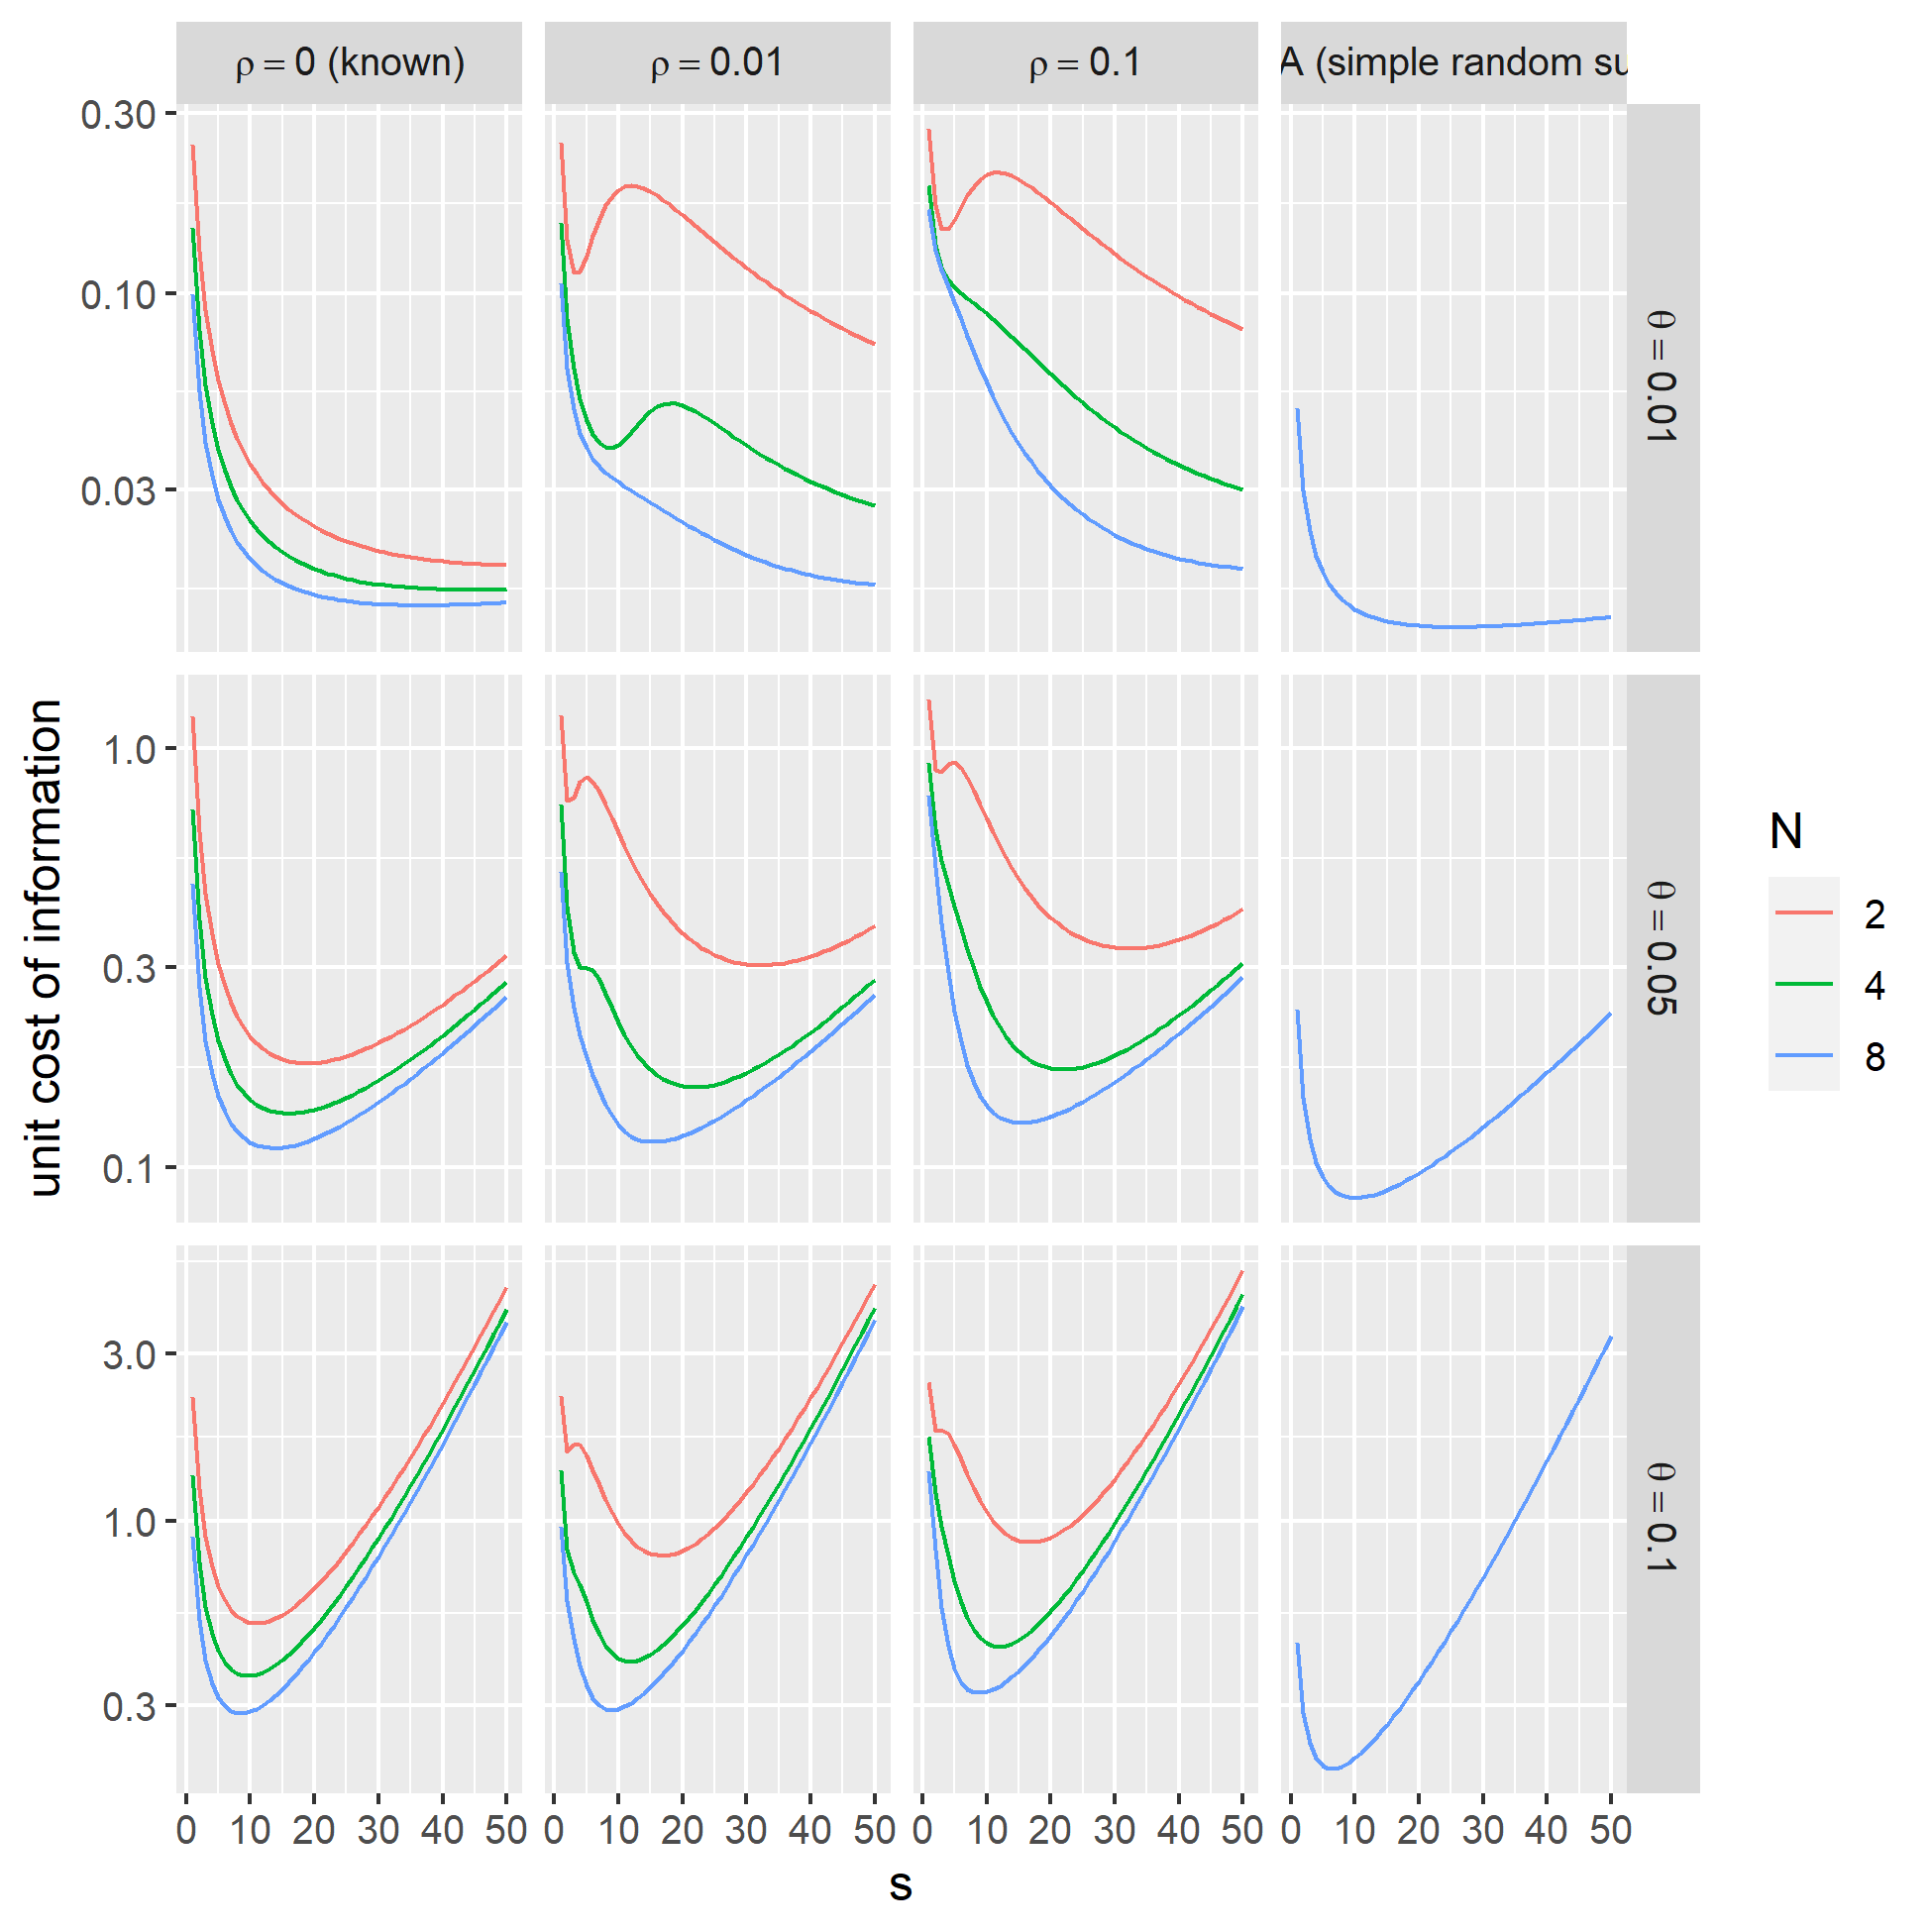 ρ = 0 (known)
ρ = 0.01
ρ = 0.1
A (simple random su
0.30
0.10
0.03
θ = 0.01
1.0
0.3
0.1
θ = 0.05
3.0
1.0
0.3
θ = 0.1
0 10 20 30 40 50
0 10 20 30 40 50
0 10 20 30 40 50
0 10 20 30 40 50
s
unit cost of information
N
2
4
8